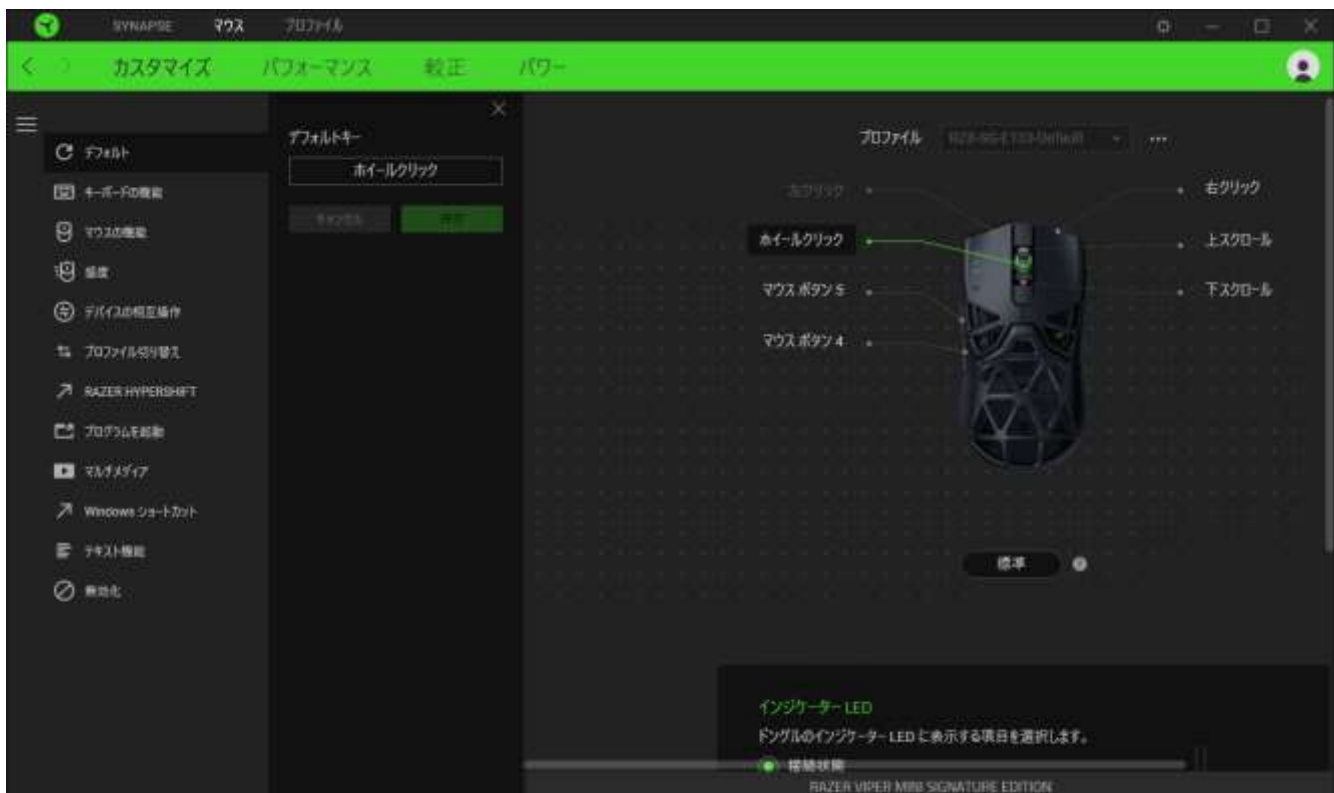 SYNAPSE マウス プロファイル
カスタマイズ パフォーマンス 較正 パワー
デフォルト
キーボードの機能
マウスの機能
感度
デバイスの相互操作
プロファイル切り替え
RAZER HYPERSHIFT
プログラムを起動
マルチメディア
Windows ショートカット
テキスト機能
無効化
デフォルトキー
ホイールクリック
キャンセル 保存
プロファイル
左クリック
ホイールクリック
マウス ボタン 5
マウス ボタン 4
右クリック
上スクロール
下スクロール
標準
インジケーター LED
ドングルのインジケーター LED に表示する項目を選択します。
接続状態
RAZER VIPER MINI SIGNATURE EDITION